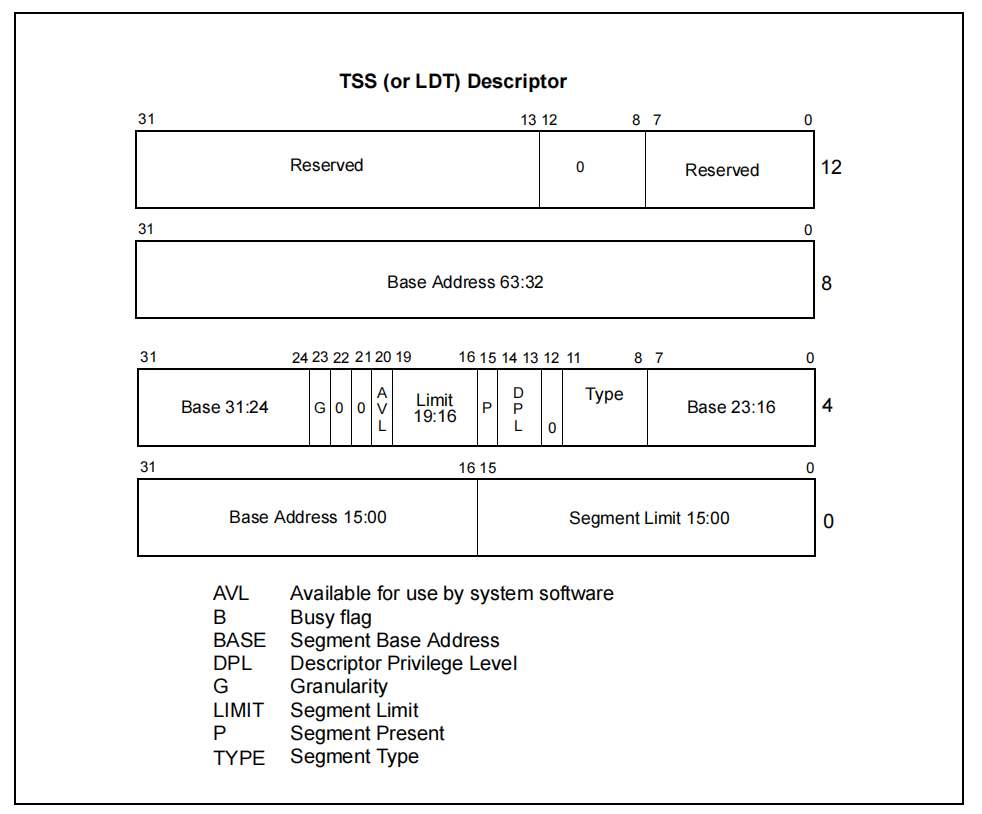 TSS (or LDT) Descriptor
31 13 12 8 7 0
Reserved 0 Reserved 12
31 0
Base Address 63:32 8
31 24 23 22 21 20 19 16 15 14 13 12 11 8 7 0
Base 31:24 G 0 0 AVL Limit 19:16 P DPL 0 Type Base 23:16 4
31 16 15 0
Base Address 15:00 Segment Limit 15:00 0
AVL Available for use by system software
B Busy flag
BASE Segment Base Address
DPL Descriptor Privilege Level
G Granularity
LIMIT Segment Limit
P Segment Present
TYPE Segment Type